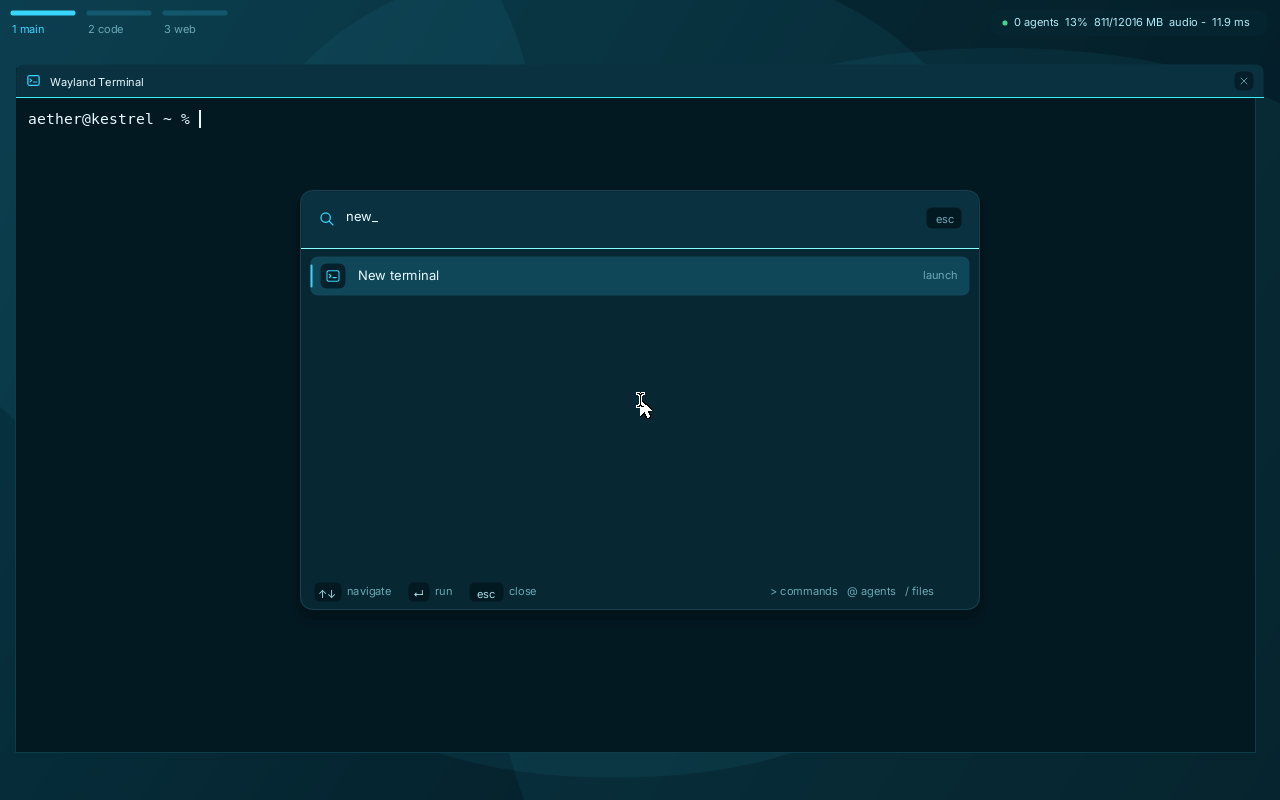 1 main 2 code 3 web
0 agents 13% 811/12016 MB audio - 11.9 ms
Wayland Terminal
aether@kestrel ~ %
new_ esc
New terminal launch
↑↓ navigate ↵ run esc close > commands @ agents / files